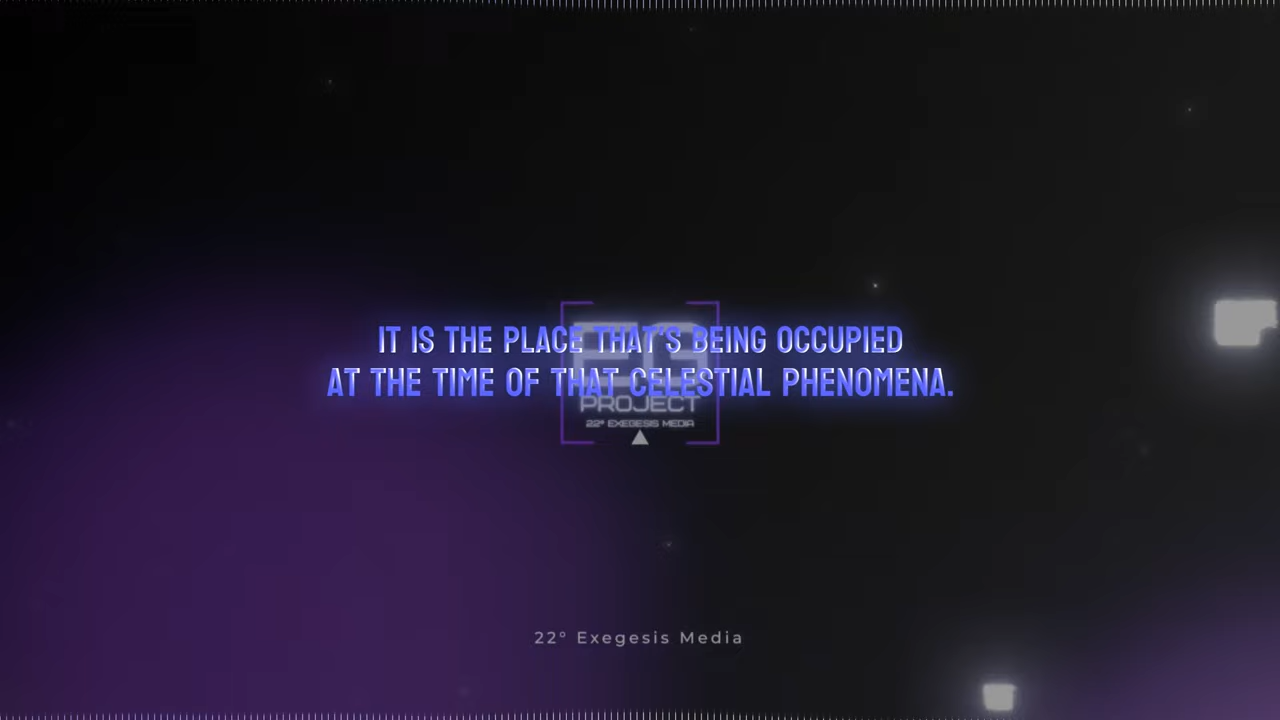 IT IS THE PLACE THAT'S BEING OCCUPIED
AT THE TIME OF THAT CELESTIAL PHENOMENA.
EG
PROJECT
22° EXEGESIS MEDIA
22° Exegesis Media